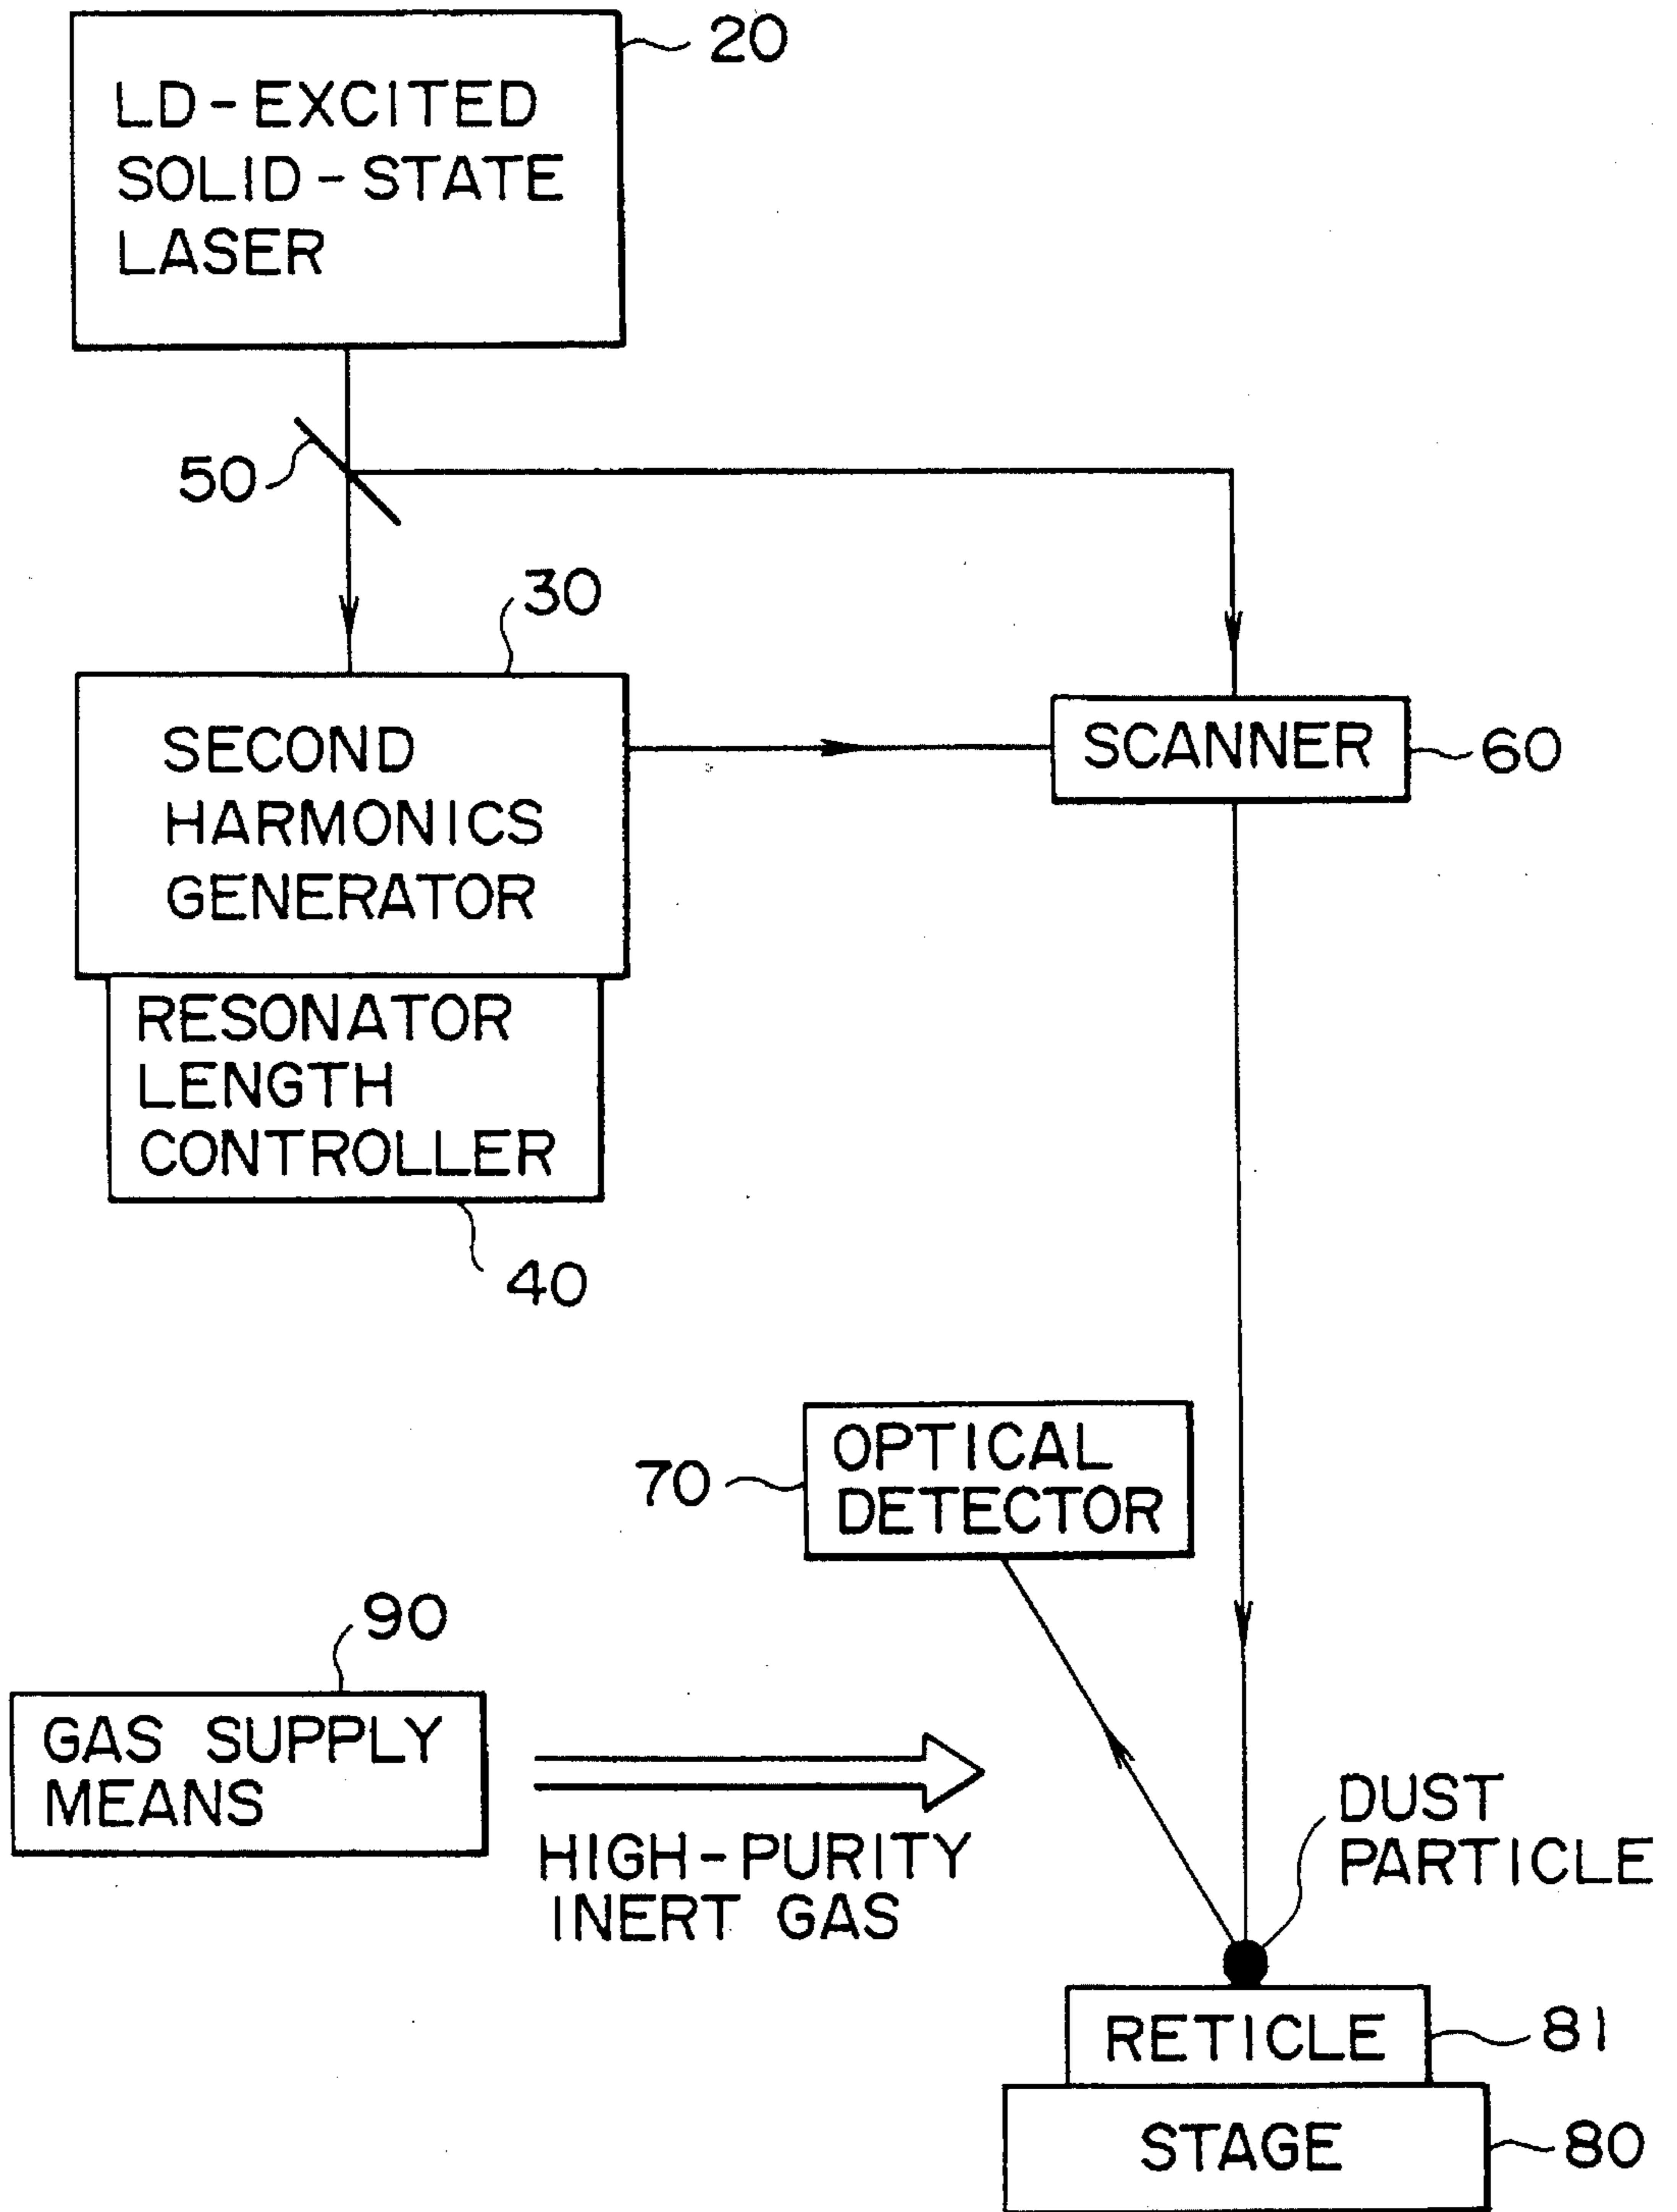 20
LD-EXCITED
SOLID-STATE
LASER
50
30
SECOND
HARMONICS
GENERATOR
SCANNER
60
RESONATOR
LENGTH
CONTROLLER
40
70
OPTICAL
DETECTOR
90
GAS SUPPLY
MEANS
HIGH-PURITY
INERT GAS
DUST
PARTICLE
RETICLE
81
STAGE
80